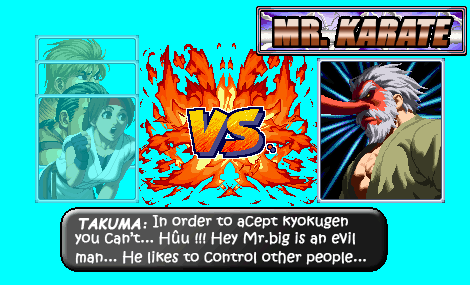 MR. KARATE
VS
TAKUMA: In order to acept kyokugen
you can't... Hûu !!! Hey Mr.big is an evil
man... He likes to control other people...